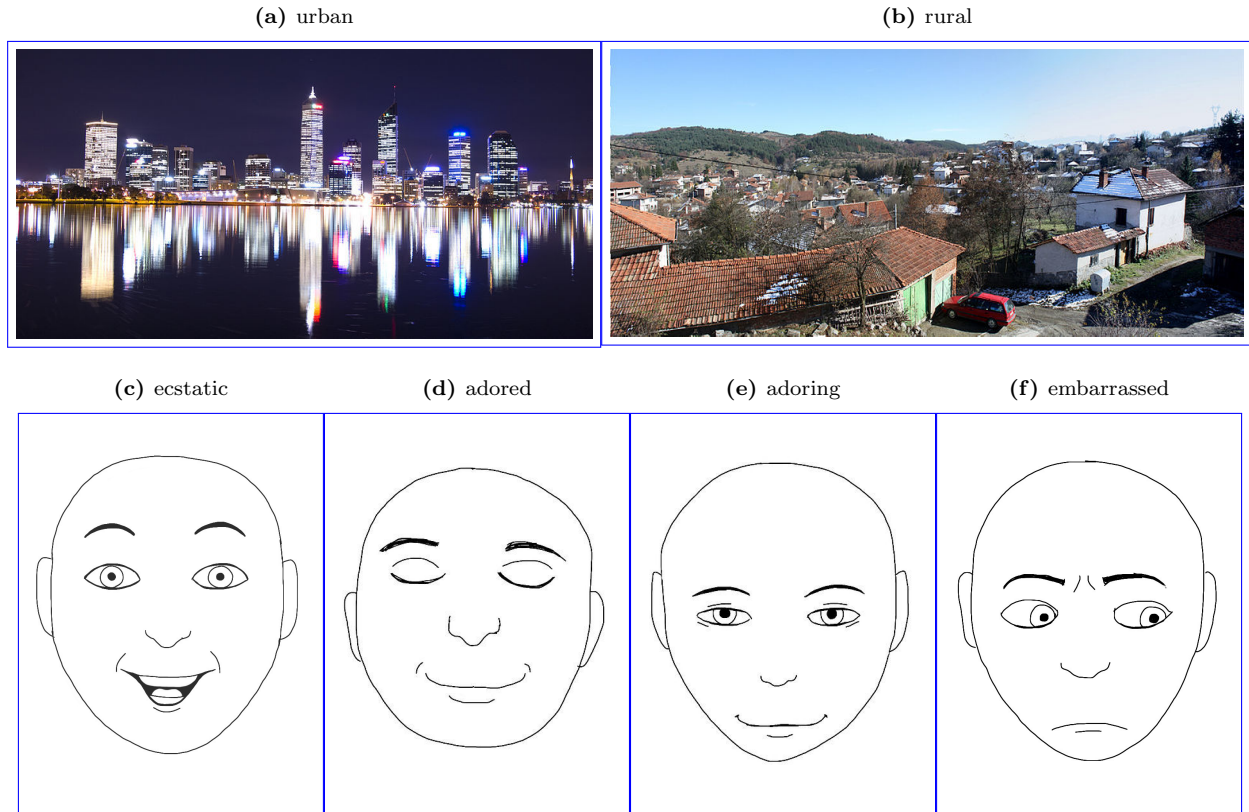 (a) urban
(b) rural
(c) ecstatic
(d) adored
(e) adoring
(f) embarrassed